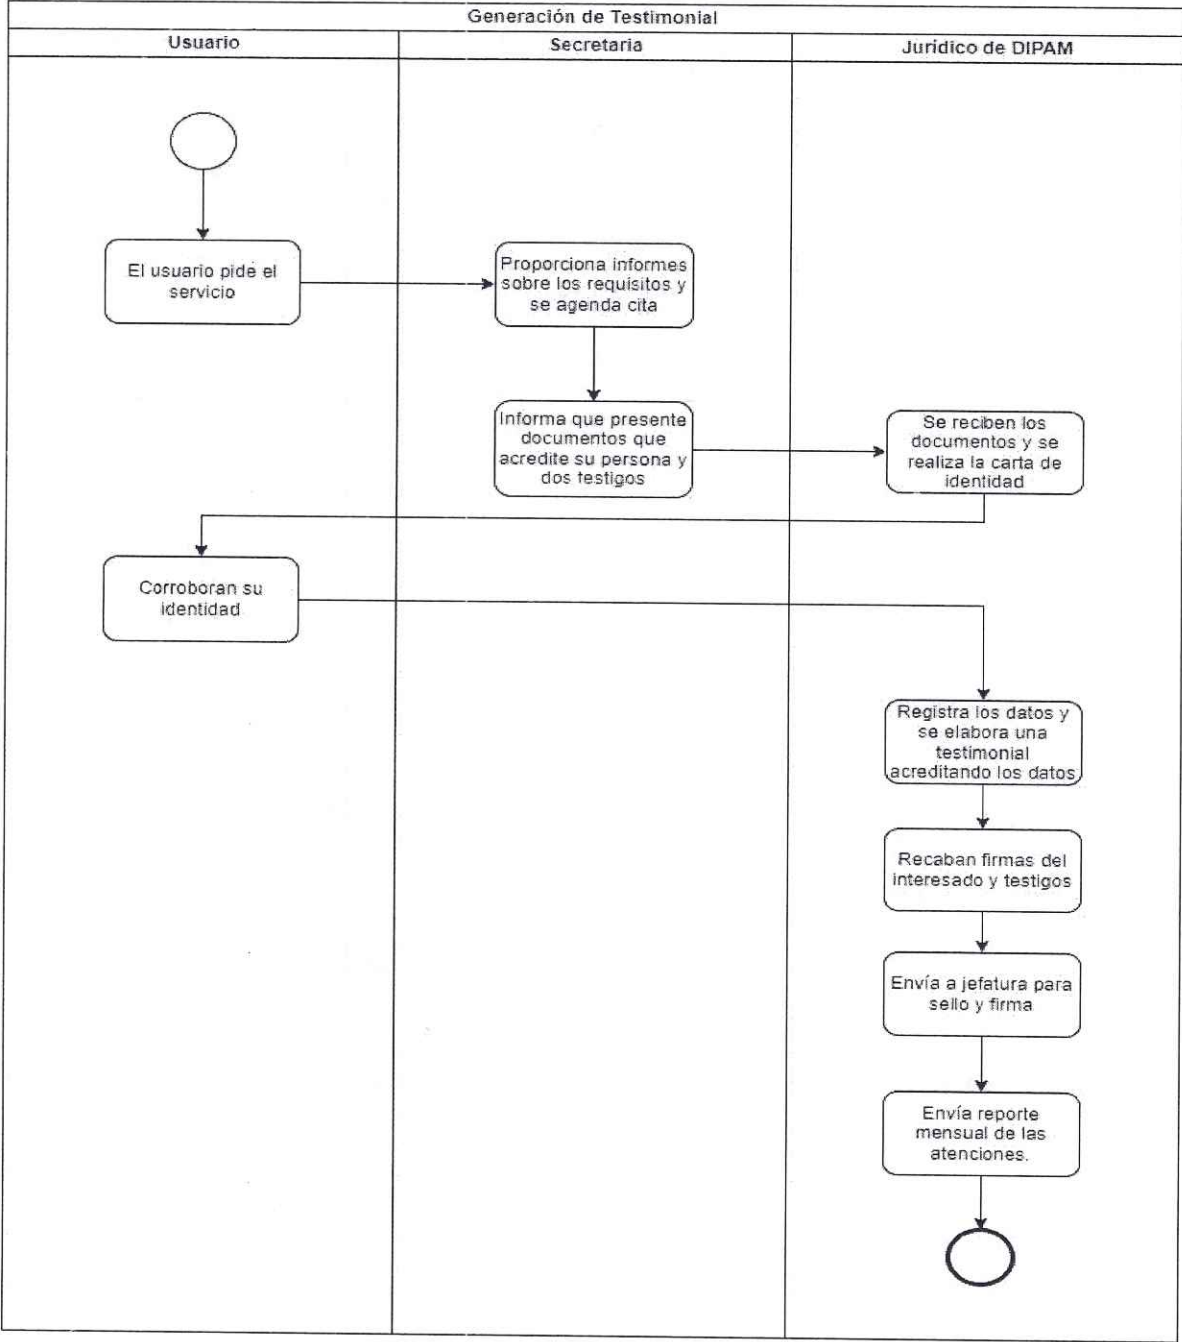 Generación de Testimonial
Usuario
Secretaria
Jurídico de DIPAM
El usuario pide el
servicio
Proporciona informes
sobre los requisitos y
se agenda cita
Informa que presente
documentos que
acredite su persona y
dos testigos
Se reciben los
documentos y se
realiza la carta de
identidad
Corroboran su
identidad
Registra los datos y
se elabora una
testimonial
acreditando los datos
Recaban firmas del
interesado y testigos
Envía a jefatura para
sello y firma
Envía reporte
mensual de las
atenciones.